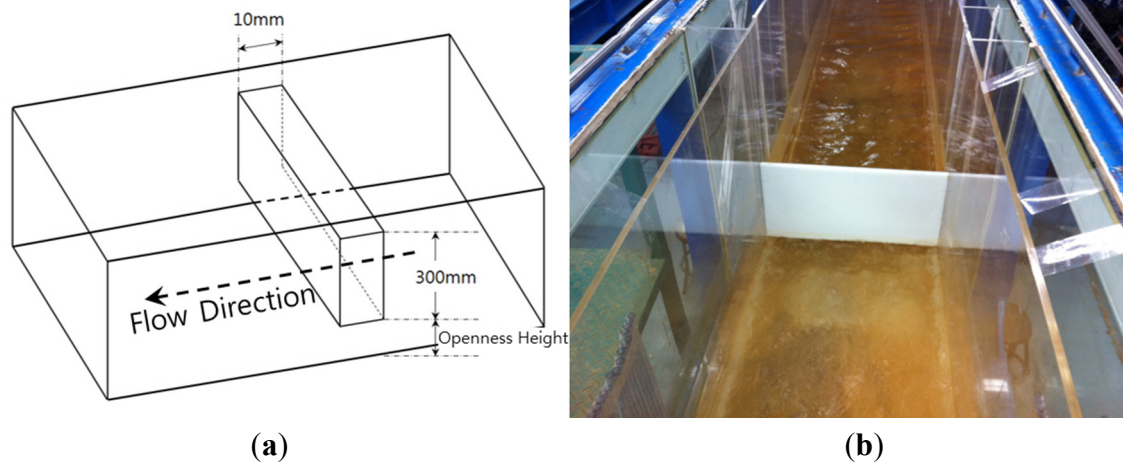 10mm
300mm
Openness Height
Flow Direction
(a)
(b)